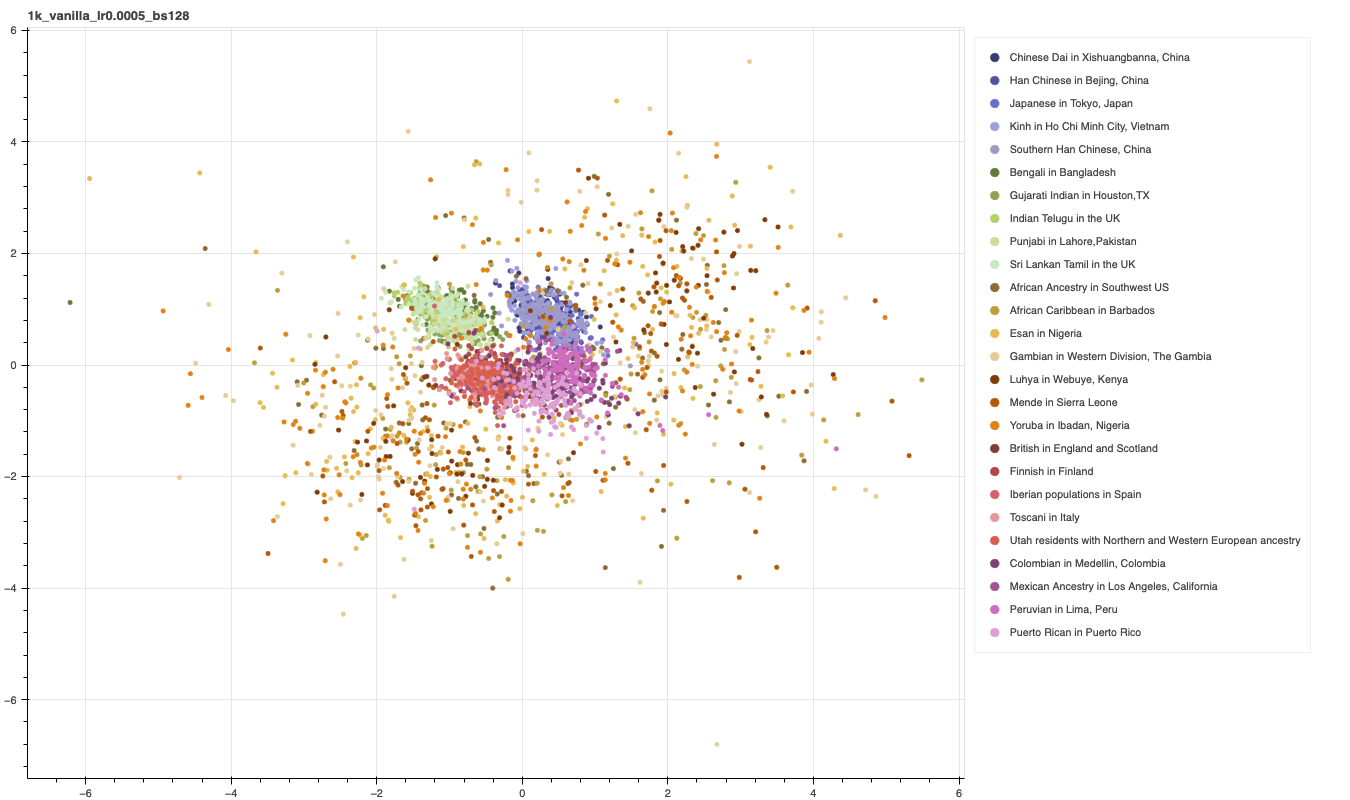 1k_vanilla_lr0.0005_bs128
6
4
2
0
−2
−4
−6
−6
−4
−2
0
2
4
6
Chinese Dai in Xishuangbanna, China
Han Chinese in Bejing, China
Japanese in Tokyo, Japan
Kinh in Ho Chi Minh City, Vietnam
Southern Han Chinese, China
Bengali in Bangladesh
Gujarati Indian in Houston,TX
Indian Telugu in the UK
Punjabi in Lahore,Pakistan
Sri Lankan Tamil in the UK
African Ancestry in Southwest US
African Caribbean in Barbados
Esan in Nigeria
Gambian in Western Division, The Gambia
Luhya in Webuye, Kenya
Mende in Sierra Leone
Yoruba in Ibadan, Nigeria
British in England and Scotland
Finnish in Finland
Iberian populations in Spain
Toscani in Italy
Utah residents with Northern and Western European ancestry
Colombian in Medellin, Colombia
Mexican Ancestry in Los Angeles, California
Peruvian in Lima, Peru
Puerto Rican in Puerto Rico